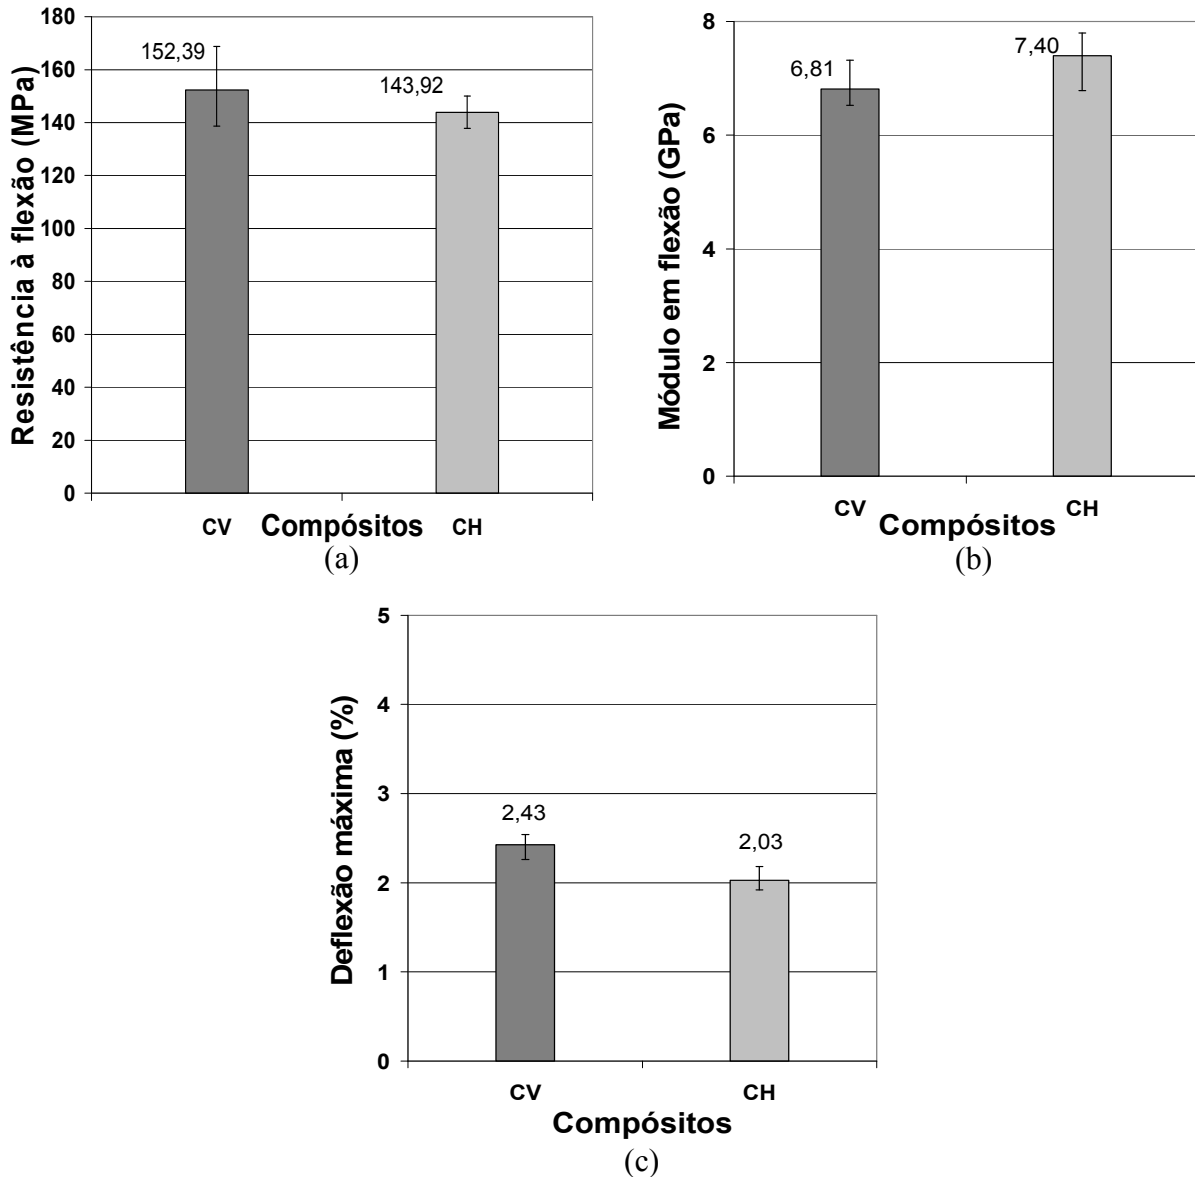 180
160
140
120
100
80
60
40
20
0
Resistência à flexão (MPa)
152,39
143,92
CV
Compósitos
CH
(a)
8
6
4
2
0
Módulo em flexão (GPa)
6,81
7,40
CV
CH
Compósitos
(b)
5
4
3
2
1
0
Deflexão máxima (%)
2,43
2,03
CV
CH
Compósitos
(c)